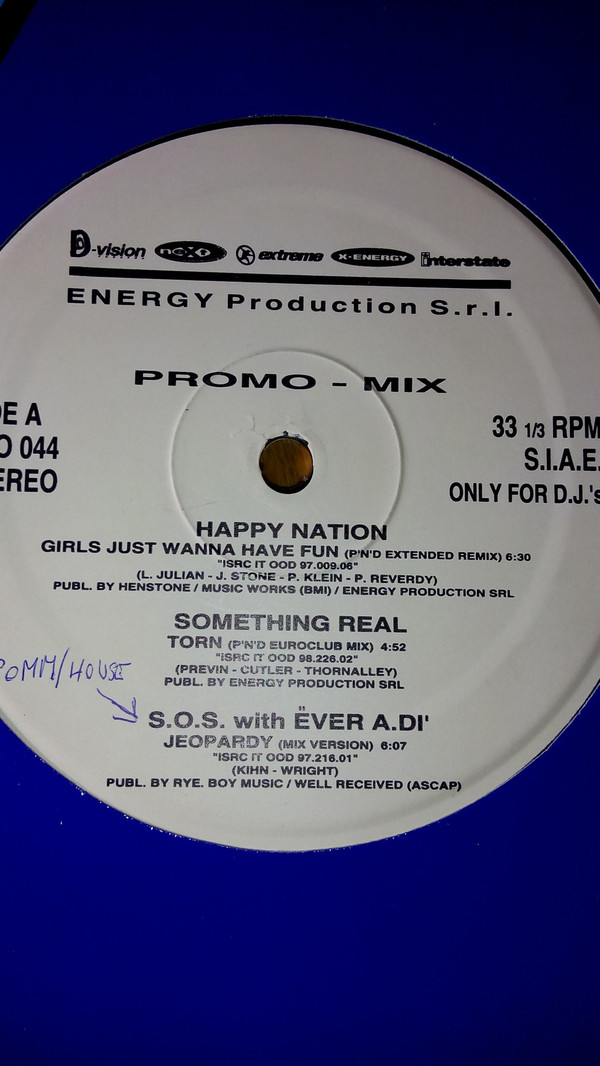 D-vision next extreme X-ENERGY interstate
ENERGY Production S.r.l.
PROMO - MIX
DE A
O 044
EREO
33 1/3 RPM
S.I.A.E.
ONLY FOR D.J.'s
HAPPY NATION
GIRLS JUST WANNA HAVE FUN (P'N'D EXTENDED REMIX) 6:30
"ISRC IT OOD 97.009.06"
(L. JULIAN - J. STONE - P. KLEIN - P. REVERDY)
PUBL. BY HENSTONE / MUSIC WORKS (BMI) / ENERGY PRODUCTION SRL
SOMETHING REAL
TORN (P'N'D EUROCLUB MIX) 4:52
"ISRC IT OOD 98.226.02"
(PREVIN - CUTLER - THORNALLEY)
PUBL. BY ENERGY PRODUCTION SRL
OMM/HOUSE
S.O.S. with ËVER A.DI'
JEOPARDY (MIX VERSION) 6:07
"ISRC IT OOD 97.216.01"
(KIHN - WRIGHT)
PUBL. BY RYE. BOY MUSIC / WELL RECEIVED (ASCAP)